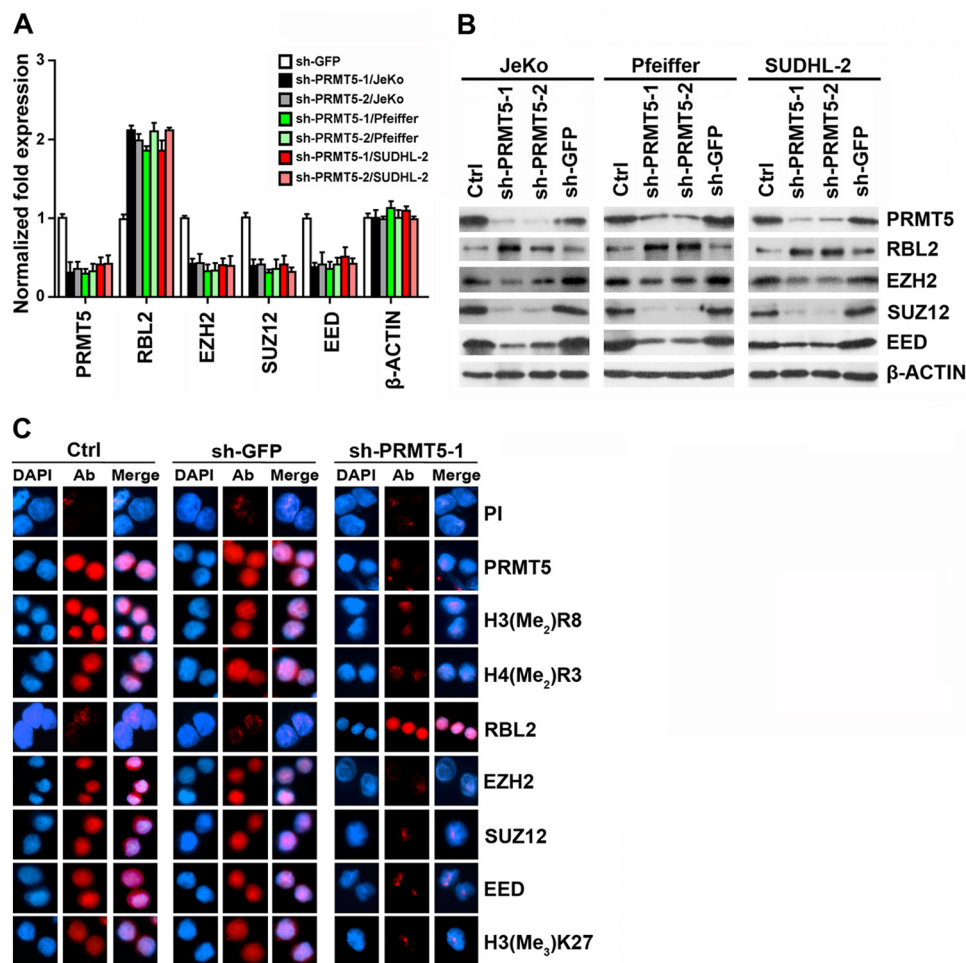 A
Normalized fold expression
3
2
1
0
sh-GFP
sh-PRMT5-1/JeKo
sh-PRMT5-2/JeKo
sh-PRMT5-1/Pfeiffer
sh-PRMT5-2/Pfeiffer
sh-PRMT5-1/SUDHL-2
sh-PRMT5-2/SUDHL-2
PRMT5
RBL2
EZH2
SUZ12
EED
β-ACTIN
B
JeKo
Pfeiffer
SUDHL-2
Ctrl
sh-PRMT5-1
sh-PRMT5-2
sh-GFP
Ctrl
sh-PRMT5-1
sh-PRMT5-2
sh-GFP
Ctrl
sh-PRMT5-1
sh-PRMT5-2
sh-GFP
PRMT5
RBL2
EZH2
SUZ12
EED
β-ACTIN
C
Ctrl
sh-GFP
sh-PRMT5-1
DAPI Ab Merge
DAPI Ab Merge
DAPI Ab Merge
PI
PRMT5
H3(Me₂)R8
H4(Me₂)R3
RBL2
EZH2
SUZ12
EED
H3(Me₃)K27